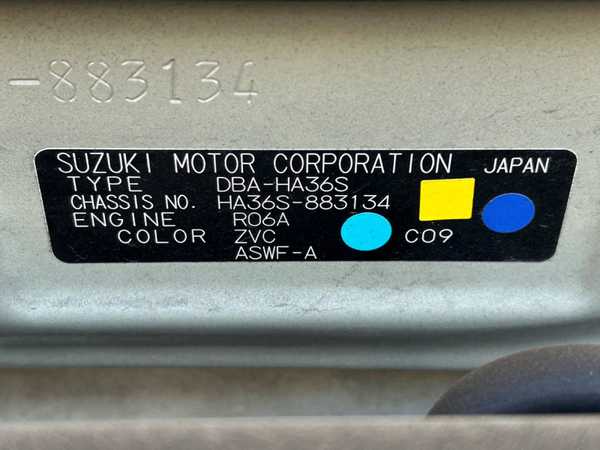 -883134
SUZUKI MOTOR CORPORATION JAPAN
TYPE DBA-HA36S
CHASSIS NO. HA36S-883134
ENGINE R06A
COLOR ZVC C09
ASWF-A